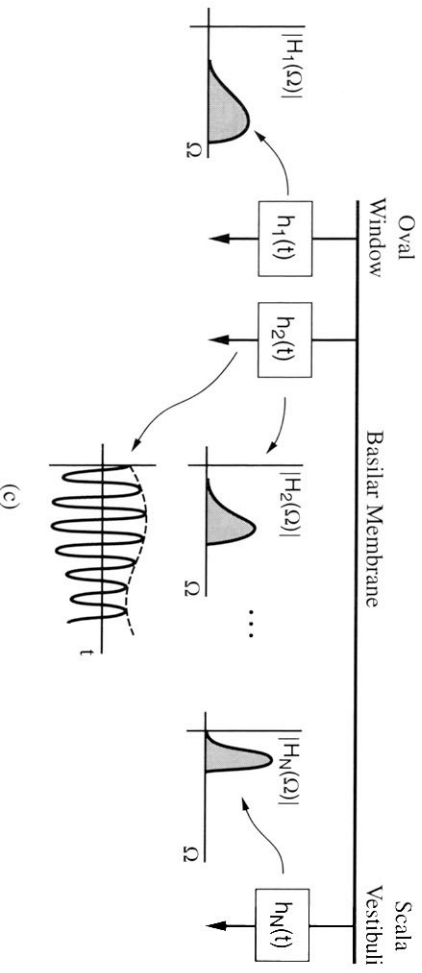 Oval
Window
Basilar Membrane
Scala
Vestibuli
h₁(t)
h₂(t)
hN(t)
|H₁(Ω)|
Ω
|H₂(Ω)|
Ω
...
|HN(Ω)|
Ω
t
(c)